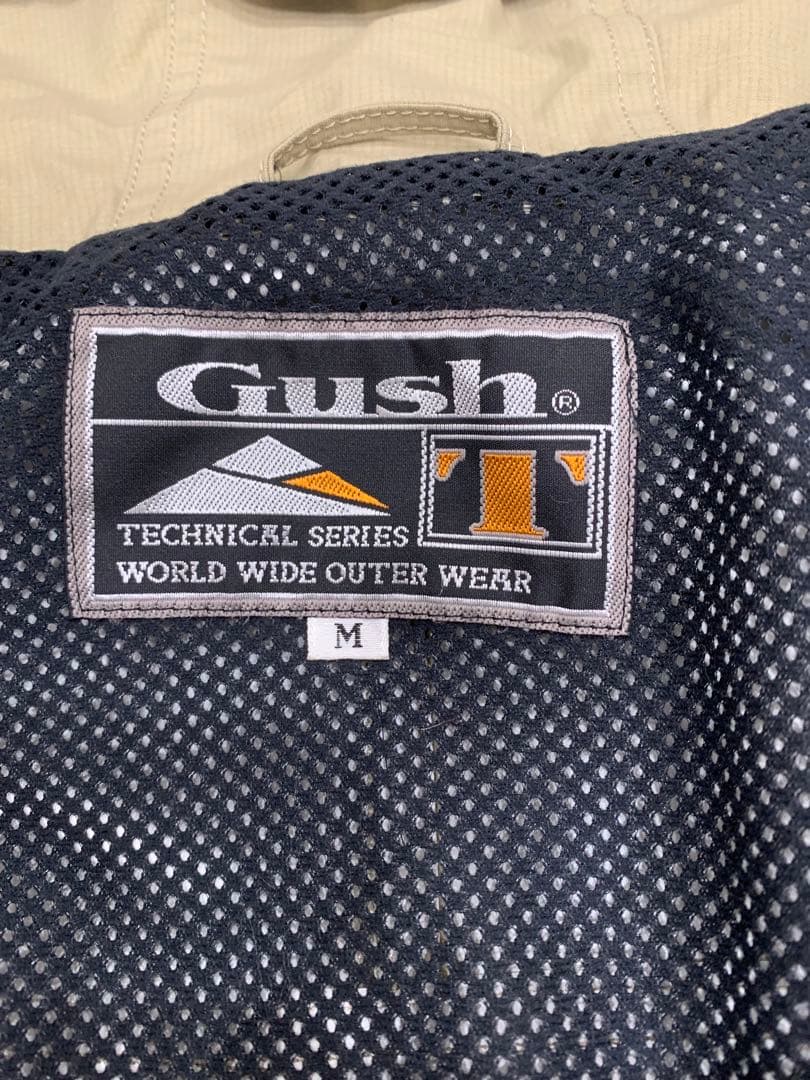 Gush®
T
TECHNICAL SERIES
WORLD WIDE OUTER WEAR
M